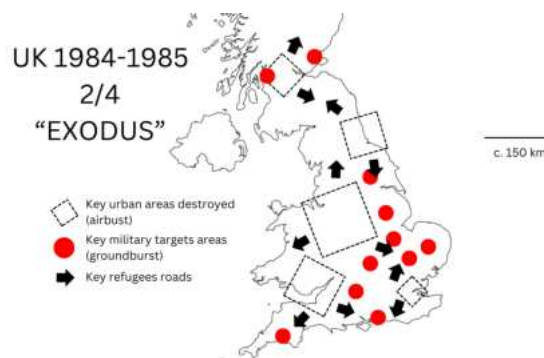 UK 1984-1985
2/4
“EXODUS”
c. 150 km
Key urban areas destroyed
(airbust)
Key military targets areas
(groundburst)
Key refugees roads